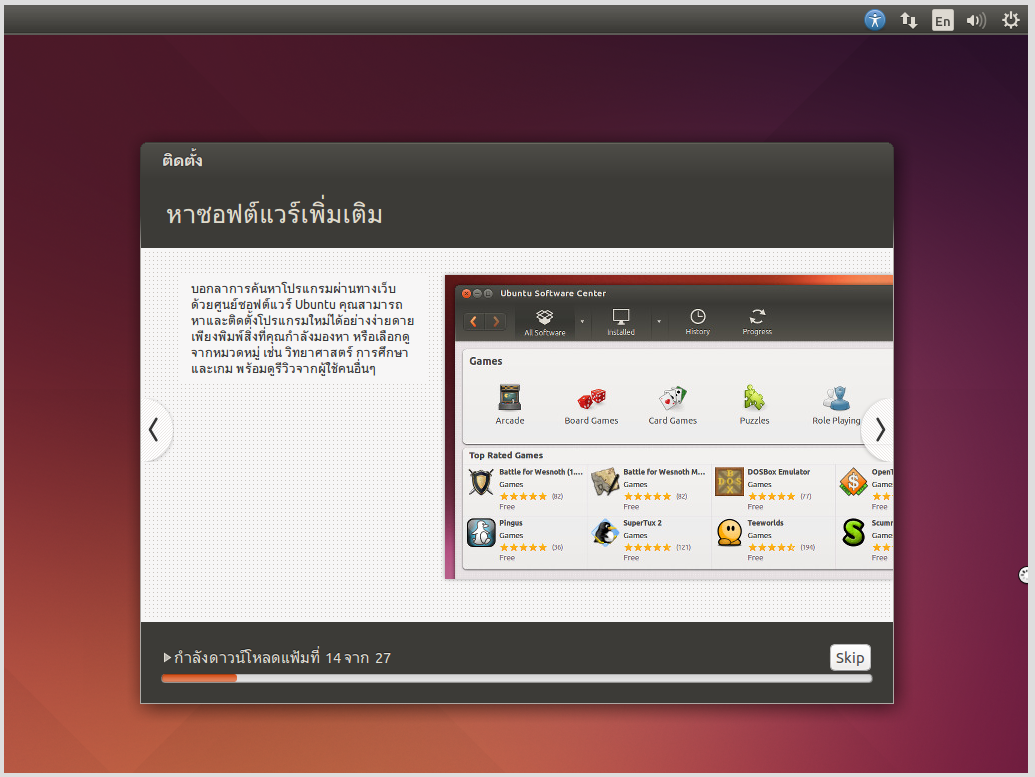 En
ติดตั้ง
หาซอฟต์แวร์เพิ่มเติม
บอกลาการค้นหาโปรแกรมผ่านทางเว็บ
ด้วยศูนย์ซอฟต์แวร์ Ubuntu คุณสามารถ
หาและติดตั้งโปรแกรมใหม่ได้อย่างง่ายดาย
เพียงพิมพ์สิ่งที่คุณกำลังมองหา หรือเลือกดู
จากหมวดหมู่ เช่น วิทยาศาสตร์ การศึกษา
และเกม พร้อมดูรีวิวจากผู้ใช้คนอื่นๆ
Ubuntu Software Center
All Software Installed History Progress
Games
Arcade Board Games Card Games Puzzles Role Playing
Top Rated Games
Battle for Wesnoth (1.... Battle for Wesnoth M... DOSBox Emulator OpenT
Games Games Games Games
(82) (82) (77)
Free Free Free Free
Pingus SuperTux 2 Teeworlds Scumm
Games Games Games Games
(36) (121) (194)
Free Free Free Free
กำลังดาวน์โหลดแฟ้มที่ 14 จาก 27
Skip